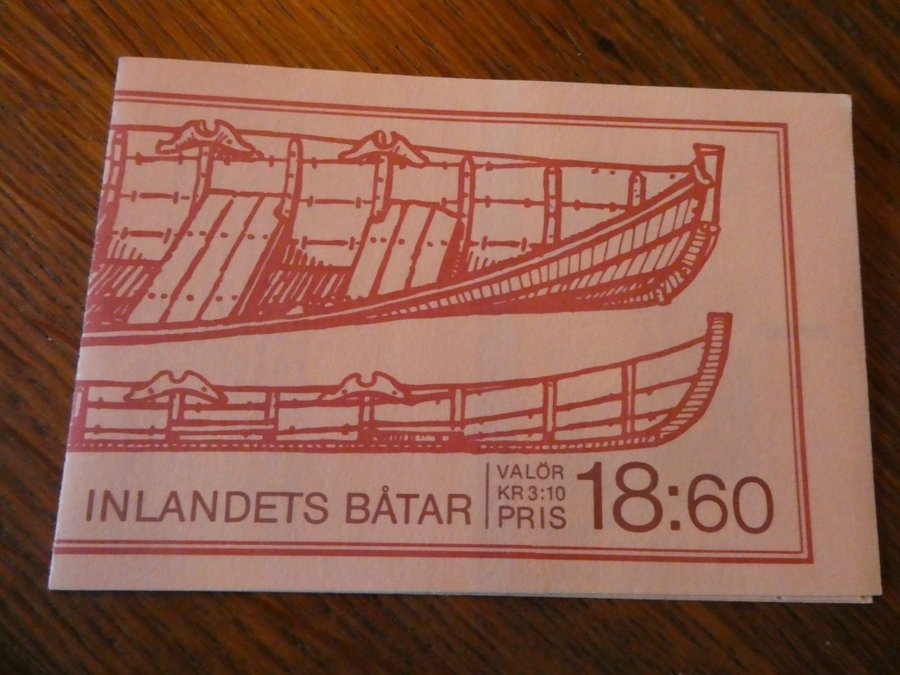 INLANDETS BÅTAR
VALÖR
KR 3:10
PRIS
18:60